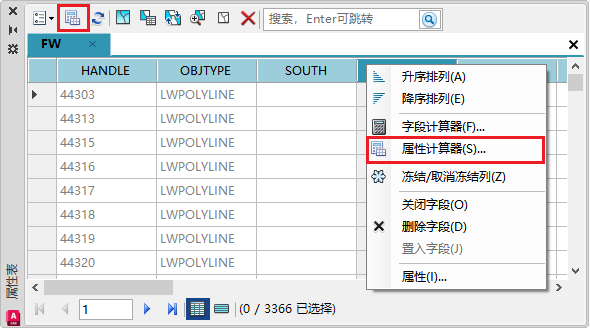 搜索，Enter可跳转
FW
HANDLE OBJTYPE SOUTH
44303 LWPOLYLINE
44313 LWPOLYLINE
44315 LWPOLYLINE
44316 LWPOLYLINE
44317 LWPOLYLINE
44318 LWPOLYLINE
44319 LWPOLYLINE
44320 LWPOLYLINE
升序排列(A)
降序排列(E)
字段计算器(F)...
属性计算器(S)...
冻结/取消冻结列(Z)
关闭字段(O)
删除字段(D)
置入字段(J)
属性(I)...
属性表
A
CAD
1
(0 / 3366 已选择)